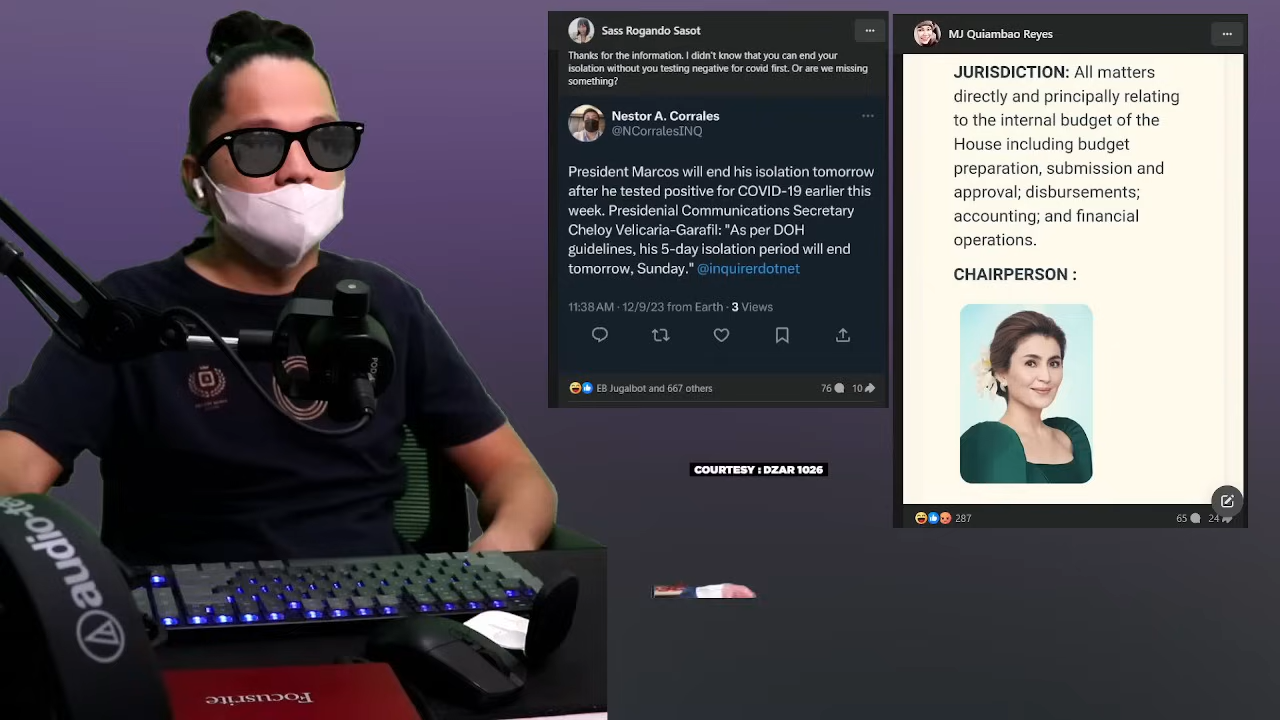 Sass Rogando Sasot
Thanks for the information. I didn't know that you can end your
isolation without you testing negative for covid first. Or are we missing
something?
Nestor A. Corrales
@NCorralesINQ
President Marcos will end his isolation tomorrow
after he tested positive for COVID-19 earlier this
week. Presidenial Communications Secretary
Cheloy Velicaria-Garafil: "As per DOH
guidelines, his 5-day isolation period will end
tomorrow, Sunday." @inquirerdotnet
11:38 AM · 12/9/23 from Earth · 3 Views
EB Jugalbot and 667 others
76
10
MJ Quiambao Reyes
JURISDICTION: All matters
directly and principally relating
to the internal budget of the
House including budget
preparation, submission and
approval; disbursements;
accounting; and financial
operations.
CHAIRPERSON :
287
65
24
COURTESY : DZAR 1026
audio-te
Focusrite